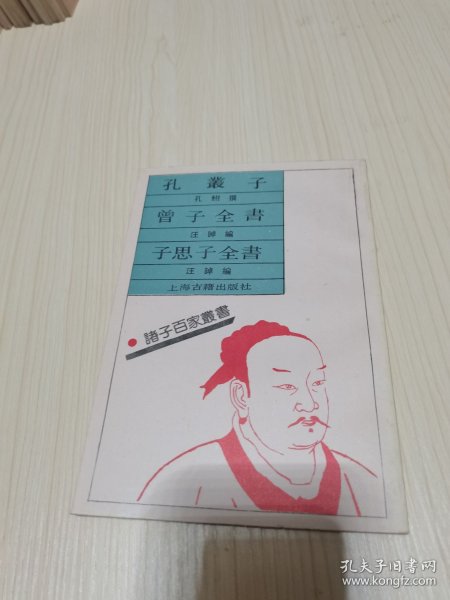 孔叢子
孔鮒撰
曾子全書
汪晫編
子思子全書
汪晫編
上海古籍出版社
諸子百家叢書
孔夫子旧书网
www.kongfz.com